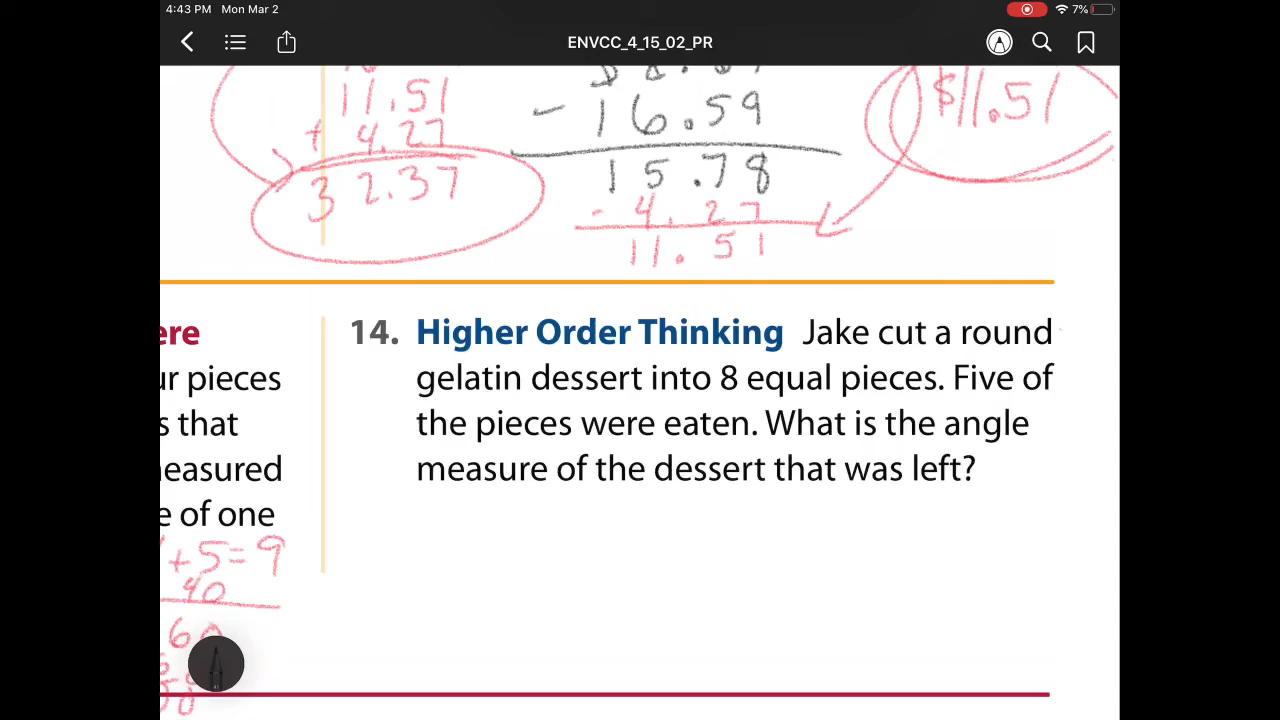 4:43 PM Mon Mar 2
7%
ENVCC_4_15_02_PR
11.51
+ 4.27
32.37
- 16.59
15.78
- 4.27
11.51
$11.51
ere
ur pieces
s that
easured
e of one
+5=9
40
60
14. Higher Order Thinking Jake cut a round
gelatin dessert into 8 equal pieces. Five of
the pieces were eaten. What is the angle
measure of the dessert that was left?